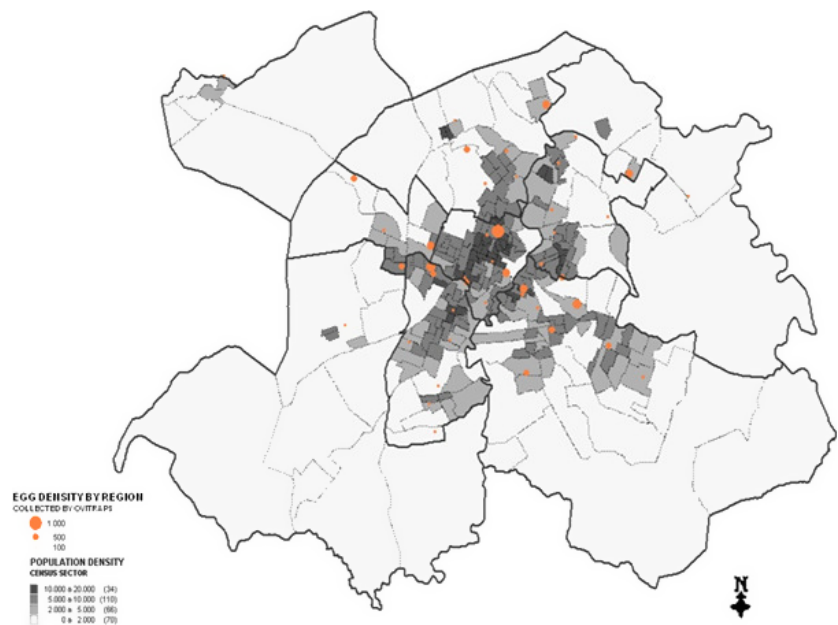 N
EGG DENSITY BY REGION
COLLECTED BY OVITRAPS
1 000
500
100
POPULATION DENSITY
CENSUS SECTOR
10.000 a 20.000 (34)
5.000 a 10.000 (110)
2.000 a 5.000 (66)
0 a 2.000 (70)